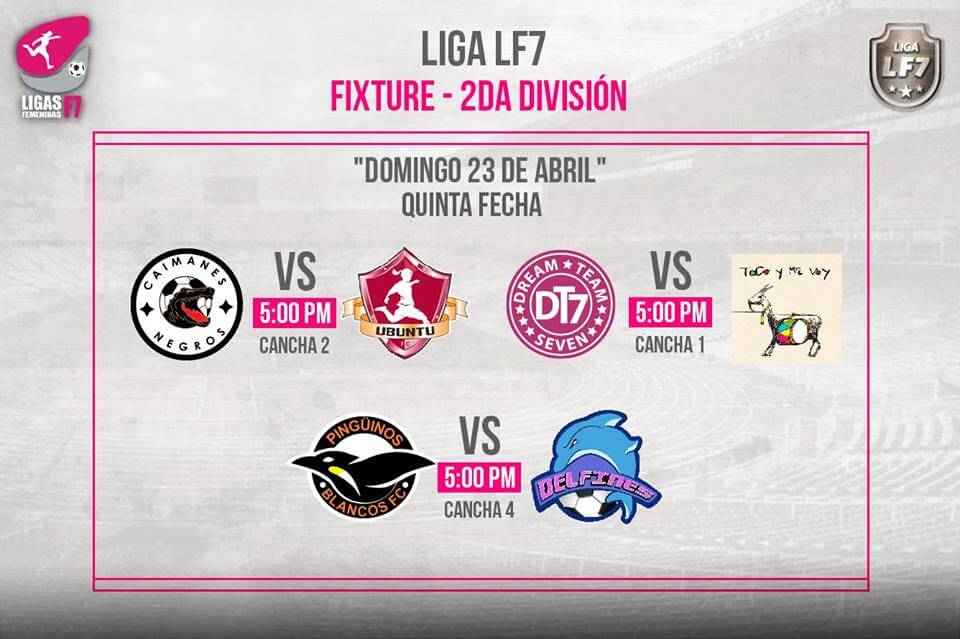 LIGAS
FEMENINAS F7
LIGA LF7
FIXTURE - 2DA DIVISIÓN
LIGA
LF7
"DOMINGO 23 DE ABRIL"
QUINTA FECHA
CAIMANES
NEGROS
VS
5:00 PM
CANCHA 2
UBUNTU
FC
DREAM TEAM
DT7
SEVEN
VS
5:00 PM
CANCHA 1
ToCo y Me Voy
PINGÜINOS
BLANCOS FC
VS
5:00 PM
CANCHA 4
DELFINES